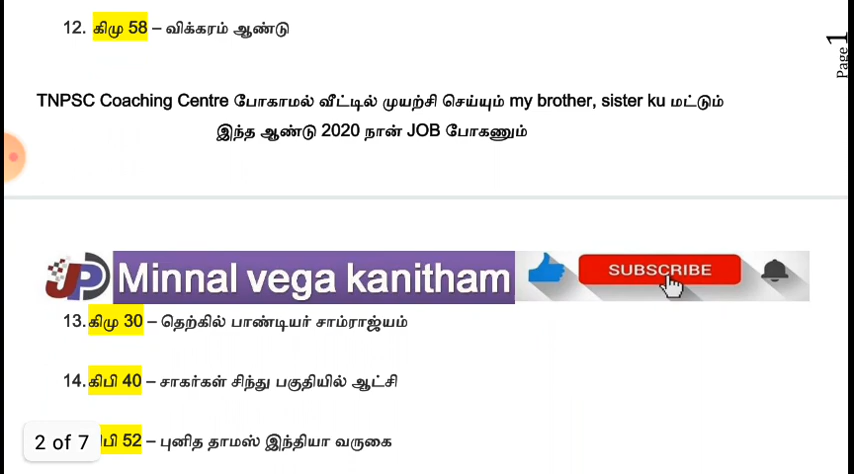 12. கிமு 58 – விக்கரம் ஆண்டு
Page 1
TNPSC Coaching Centre போகாமல் வீட்டில் முயற்சி செய்யும் my brother, sister ku மட்டும்
இந்த ஆண்டு 2020 நான் JOB போகணும்
JP Minnal vega kanitham SUBSCRIBE
13. கிமு 30 – தெற்கில் பாண்டியர் சாம்ராஜ்யம்
14. கிபி 40 – சாகர்கள் சிந்து பகுதியில் ஆட்சி
2 of 7 பி 52 – புனித தாமஸ் இந்தியா வருகை